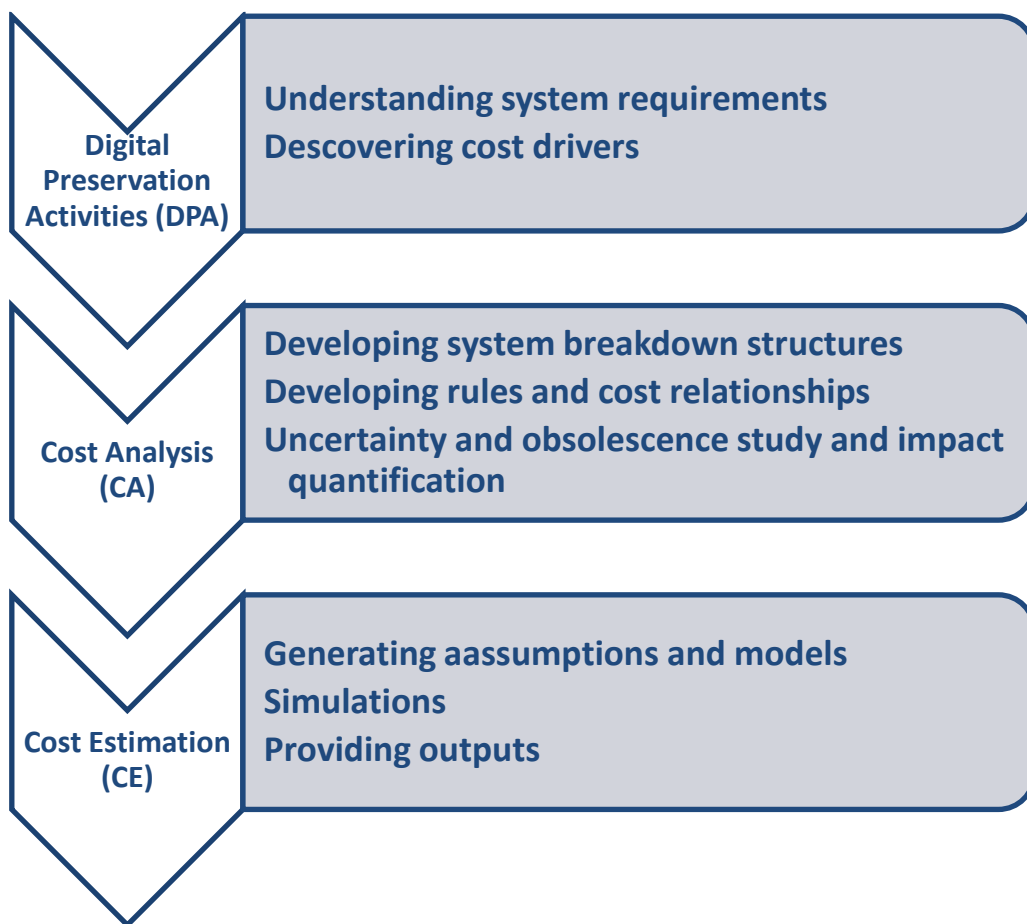 Digital
Preservation
Activities (DPA)
Understanding system requirements
Descovering cost drivers
Cost Analysis
(CA)
Developing system breakdown structures
Developing rules and cost relationships
Uncertainty and obsolescence study and impact
quantification
Cost Estimation
(CE)
Generating aassumptions and models
Simulations
Providing outputs